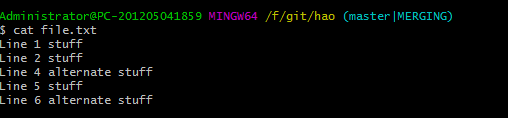 Administrator@PC-201205041859 MINGW64 /f/git/hao (master|MERGING)
$ cat file.txt
Line 1 stuff
Line 2 stuff
Line 4 alternate stuff
Line 5 stuff
Line 6 alternate stuff